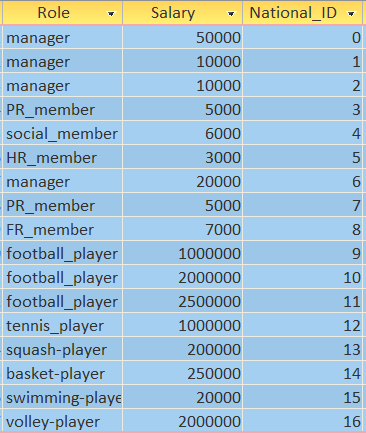 Role Salary National_ID
manager 50000 0
manager 10000 1
manager 10000 2
PR_member 5000 3
social_member 6000 4
HR_member 3000 5
manager 20000 6
PR_member 5000 7
FR_member 7000 8
football_player 1000000 9
football_player 2000000 10
football_player 2500000 11
tennis_player 1000000 12
squash-player 200000 13
basket-player 250000 14
swimming-playe 20000 15
volley-player 2000000 16